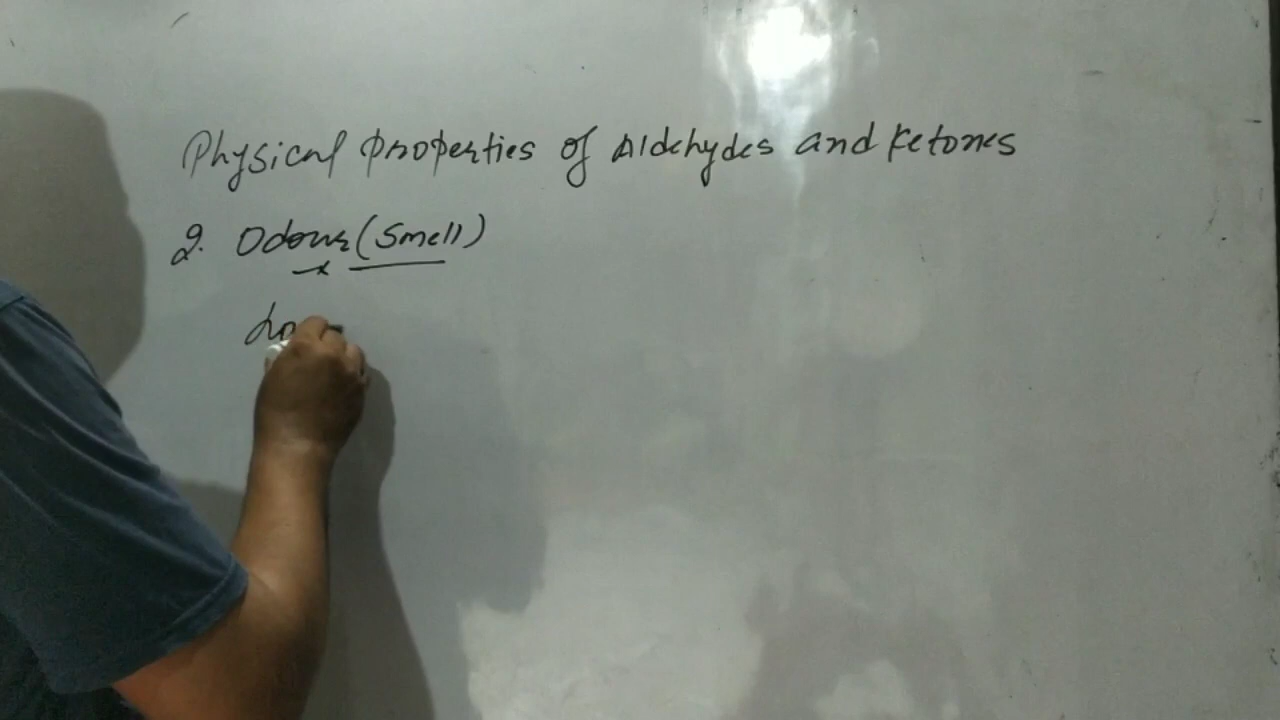 Physical properties of Aldehydes and Ketones
2. Odour (Smell)